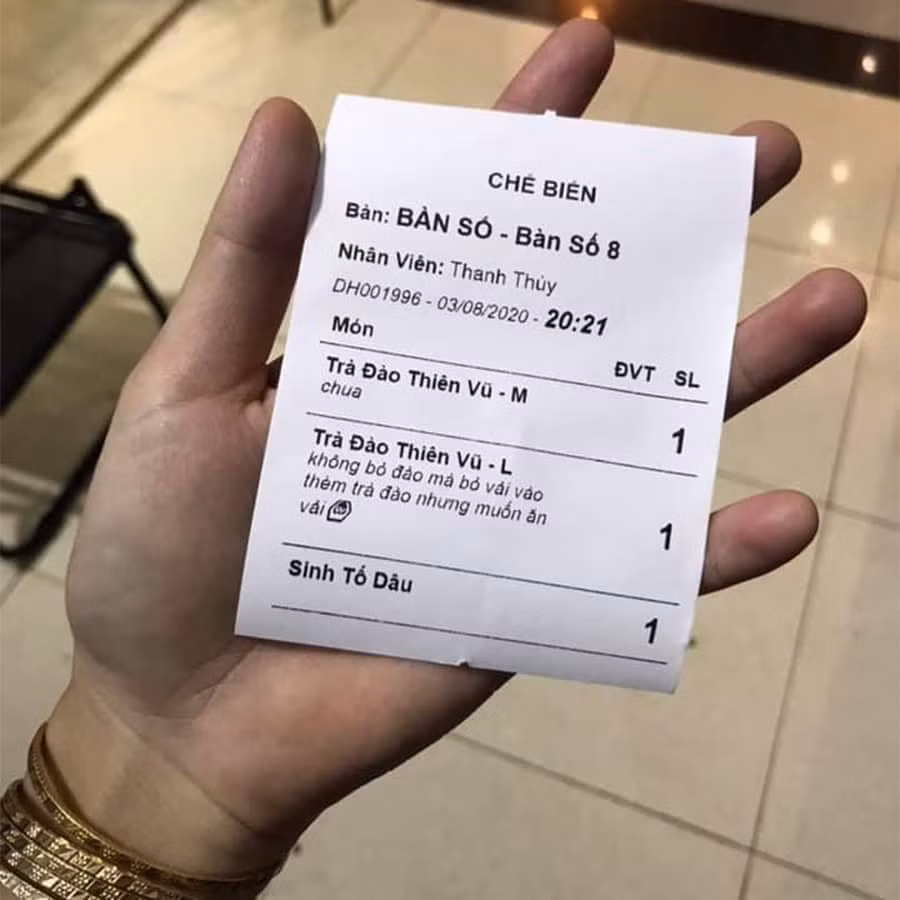 CHẾ BIẾN
Bàn: BÀN SỐ - Bàn Số 8
Nhân Viên: Thanh Thúy
DH001996 - 03/08/2020 - 20:21
Món ĐVT SL
Trà Đào Thiên Vũ - M
chua 1
Trà Đào Thiên Vũ - L
không bỏ đào mà bỏ vải vào
thèm trà đào nhưng muốn ăn
vải 1
Sinh Tố Dâu
1